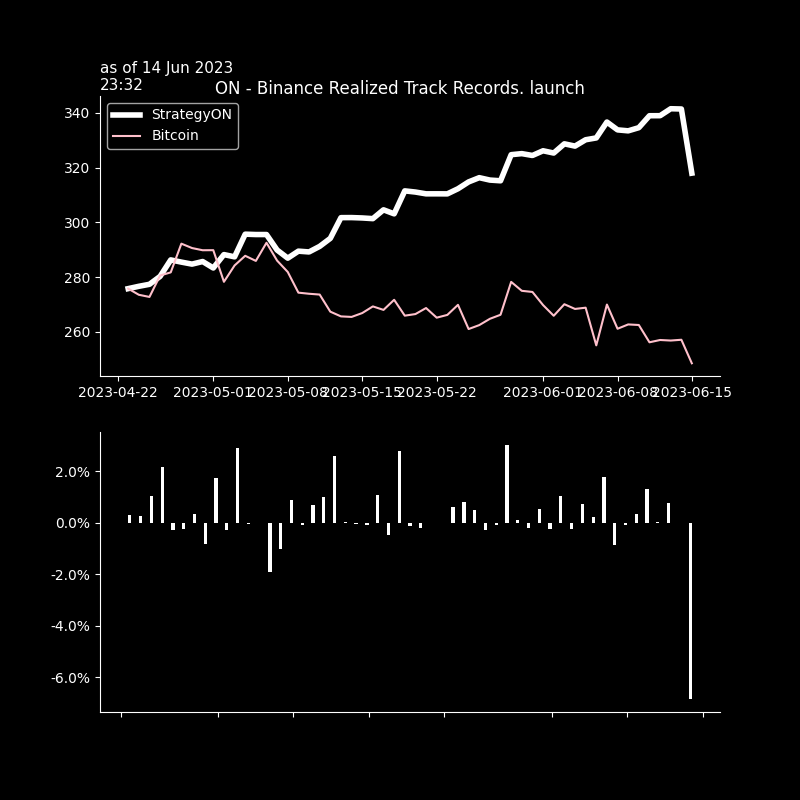 as of 14 Jun 2023
23:32
ON - Binance Realized Track Records. launch
StrategyON
Bitcoin
340
320
300
280
260
2023-04-22 2023-05-01 2023-05-08 2023-05-15 2023-05-22 2023-06-01 2023-06-08 2023-06-15
2.0%
0.0%
-2.0%
-4.0%
-6.0%